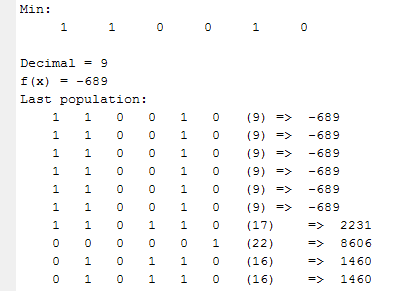 Min:
1 1 0 0 1 0
Decimal = 9
f(x) = -689
Last population:
1 1 0 0 1 0 (9) => -689
1 1 0 0 1 0 (9) => -689
1 1 0 0 1 0 (9) => -689
1 1 0 0 1 0 (9) => -689
1 1 0 0 1 0 (9) => -689
1 1 0 0 1 0 (9) => -689
1 1 0 1 1 0 (17) => 2231
0 0 0 0 0 1 (22) => 8606
0 1 0 1 1 0 (16) => 1460
0 1 0 1 1 0 (16) => 1460